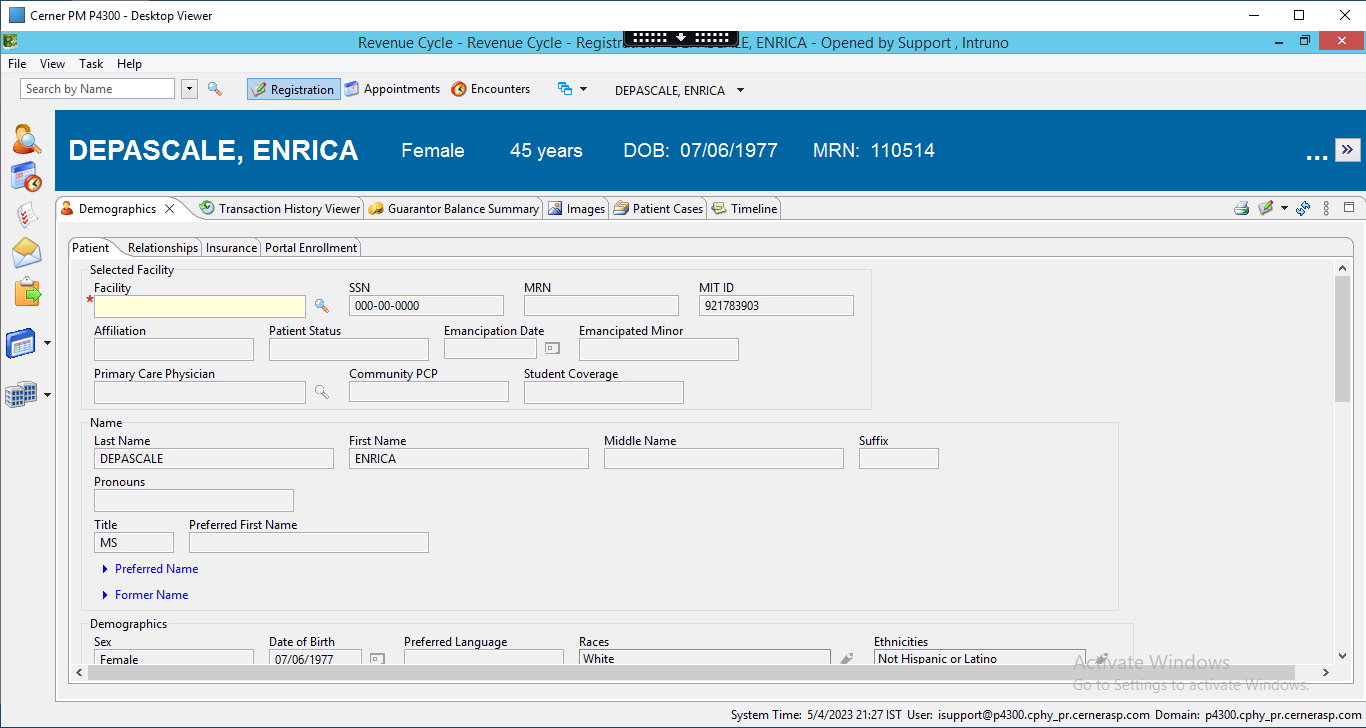 Cerner PM P4300 - Desktop Viewer
Revenue Cycle - Revenue Cycle - Regist E, ENRICA - Opened by Support , Intruno
File View Task Help
Search by Name Registration Appointments Encounters DEPASCALE, ENRICA
DEPASCALE, ENRICA Female 45 years DOB: 07/06/1977 MRN: 110514 ...
Demographics Transaction History Viewer Guarantor Balance Summary Images Patient Cases Timeline
Patient Relationships Insurance Portal Enrollment
Selected Facility
Facility SSN MRN MIT ID
* 000-00-0000 921783903
Affiliation Patient Status Emancipation Date Emancipated Minor
Primary Care Physician Community PCP Student Coverage
Name
Last Name First Name Middle Name Suffix
DEPASCALE ENRICA
Pronouns
Title Preferred First Name
MS
Preferred Name
Former Name
Demographics
Sex Date of Birth Preferred Language Races Ethnicities
Female 07/06/1977 White Not Hispanic or Latino
Activate Windows
Go to Settings to activate Windows.
System Time: 5/4/2023 21:27 IST User: isupport@p4300.cphy_pr.cernerasp.com Domain: p4300.cphy_pr.cernerasp.com